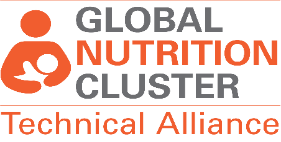 GLOBAL
NUTRITION
CLUSTER
Technical Alliance